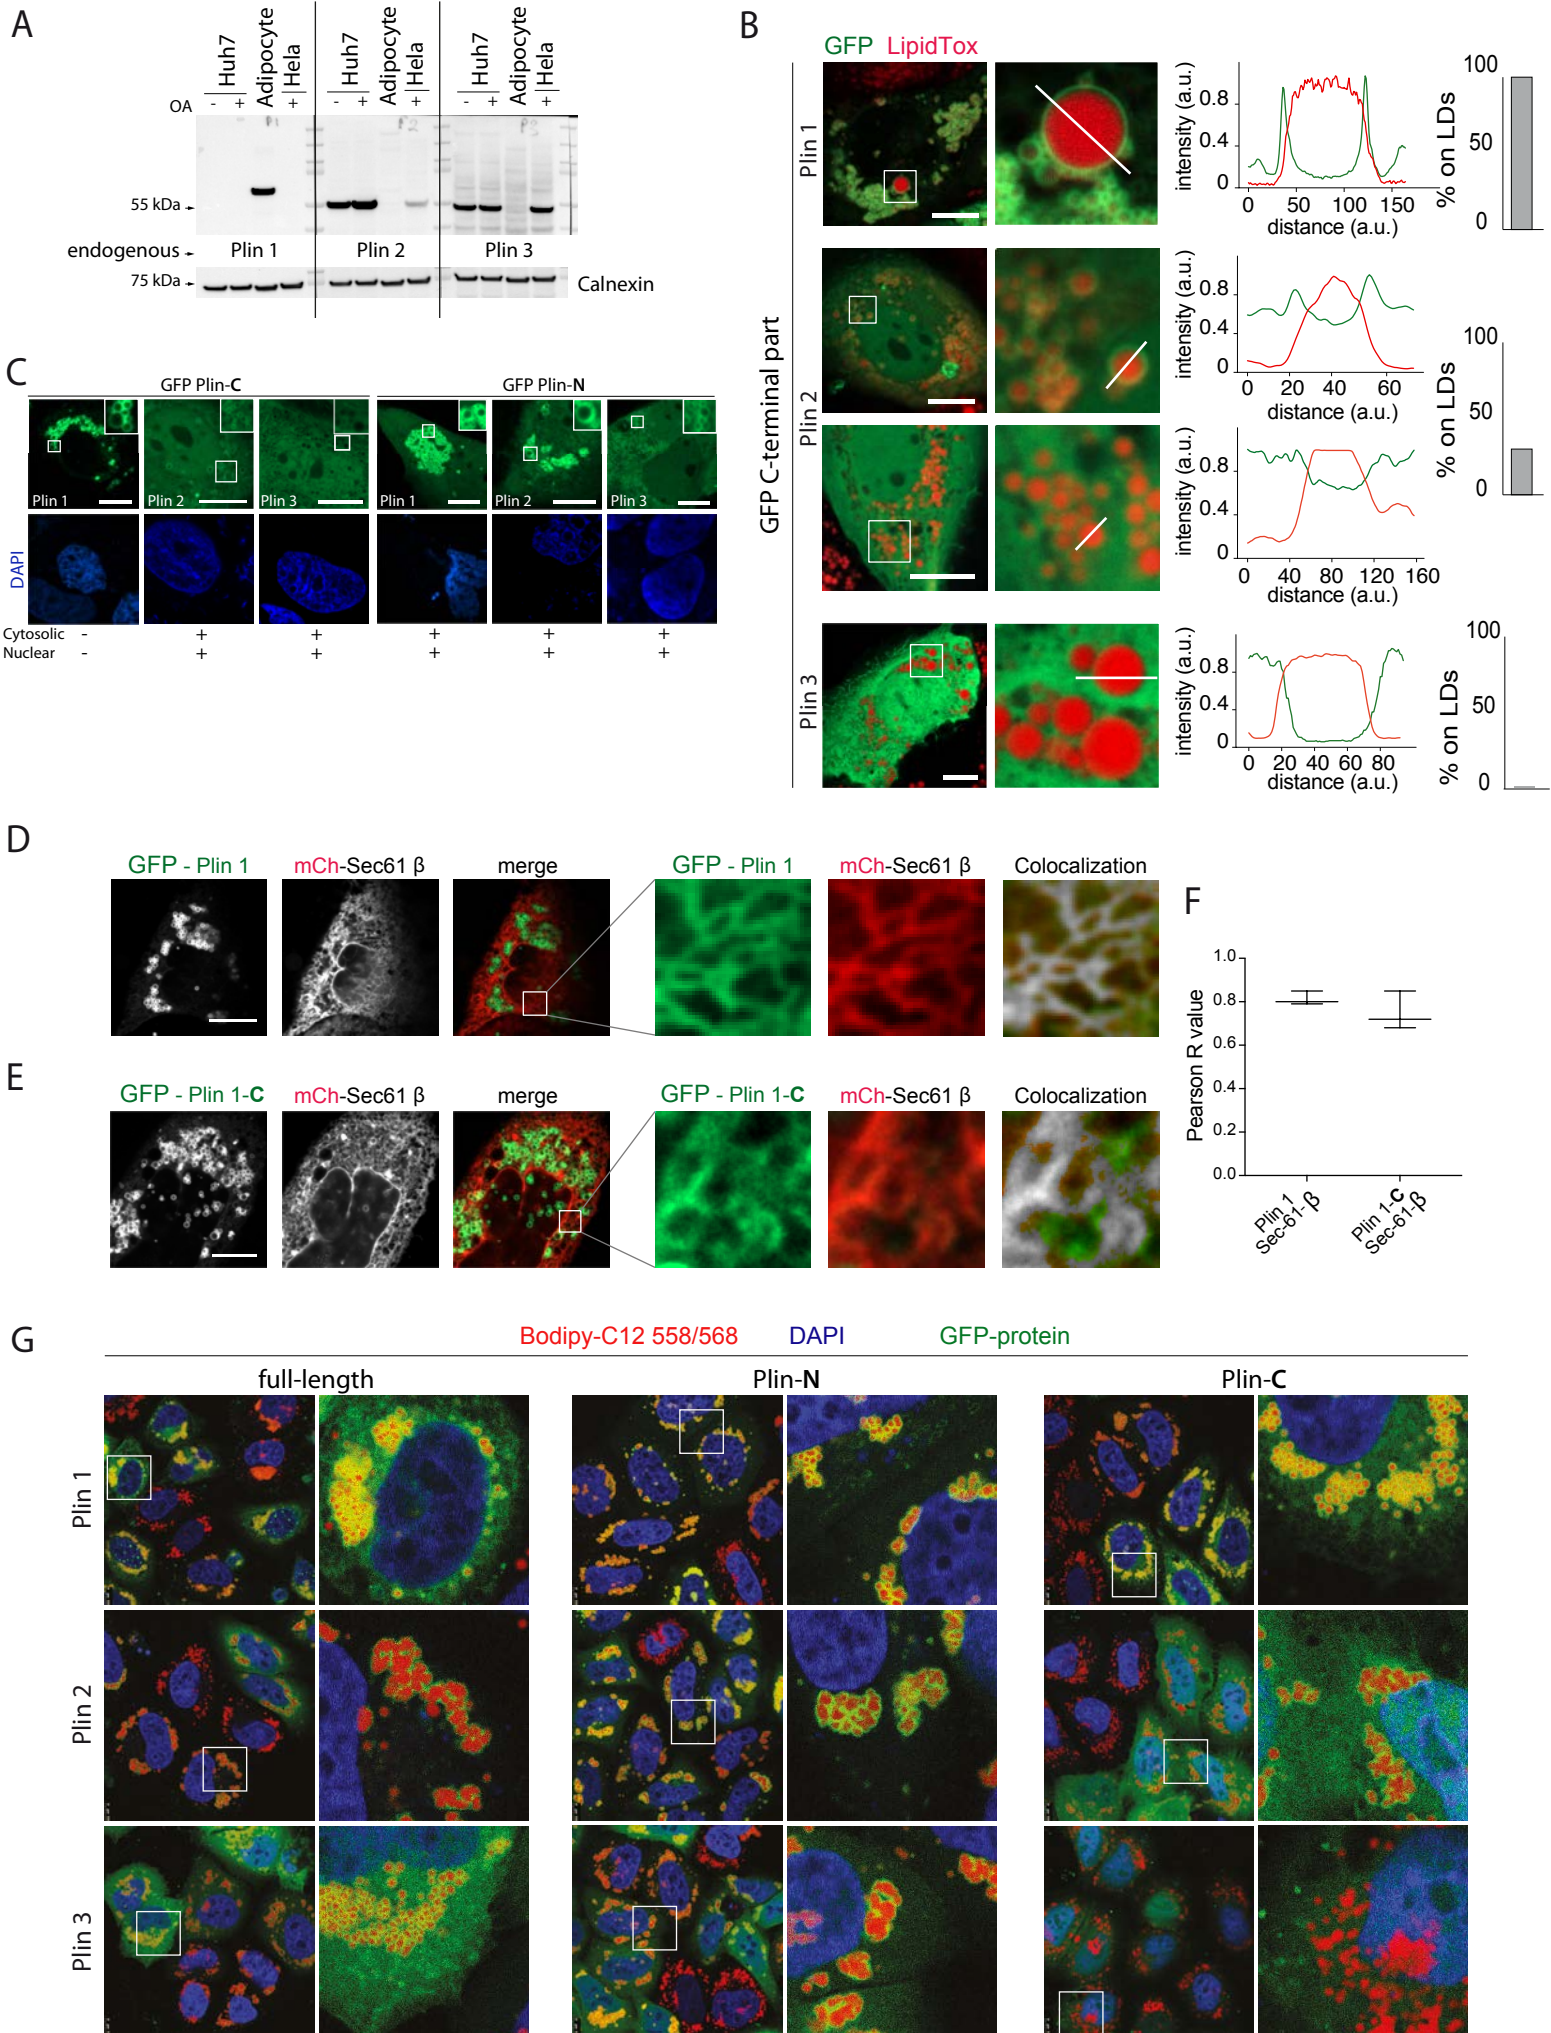 A
Huh7
Adipocyte
Hela
Huh7
Adipocyte
Hela
Huh7
Adipocyte
Hela
OA - + + - + + - + +
P1 P2 P3
55 kDa
endogenous Plin 1 Plin 2 Plin 3
75 kDa
Calnexin
B
GFP LipidTox
GFP C-terminal part
Plin 1
intensity (a.u.)
0.8
0.4
0
0 50 100 150
distance (a.u.)
% on LDs
100
50
0
Plin 2
intensity (a.u.)
0.8
0.4
0
0 20 40 60
distance (a.u.)
intensity (a.u.)
0.8
0.4
0
0 40 80 120 160
distance (a.u.)
% on LDs
100
50
0
Plin 3
intensity (a.u.)
0.8
0.4
0
0 20 40 60 80
distance (a.u.)
% on LDs
100
50
0
C
GFP Plin-C GFP Plin-N
Plin 1 Plin 2 Plin 3 Plin 1 Plin 2 Plin 3
DAPI
Cytosolic - + + + + +
Nuclear - + + + + +
D
GFP - Plin 1 mCh-Sec61 β merge GFP - Plin 1 mCh-Sec61 β Colocalization
E
GFP - Plin 1-C mCh-Sec61 β merge GFP - Plin 1-C mCh-Sec61 β Colocalization
F
Pearson R value
1.0
0.8
0.6
0.4
0.2
0.0
Plin 1
Sec-61-β
Plin 1-C
Sec-61-β
G
Bodipy-C12 558/568 DAPI GFP-protein
full-length Plin-N Plin-C
Plin 1
Plin 2
Plin 3